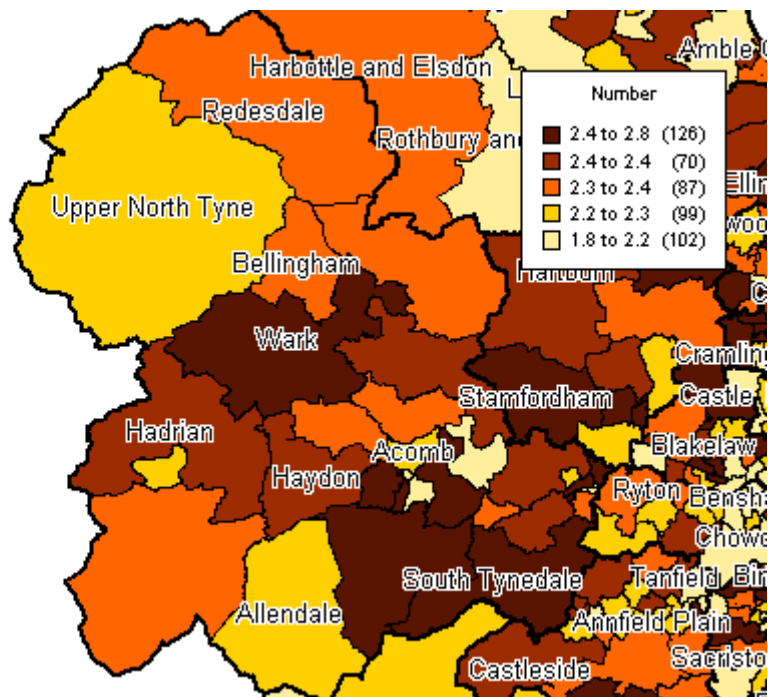 Amble
Harbottle and Elsdon
Redesdale
Rothbury and
Number
2.4 to 2.8 (126)
2.4 to 2.4 (70)
2.3 to 2.4 (87)
2.2 to 2.3 (99)
1.8 to 2.2 (102)
Upper North Tyne
Bellingham
Hartburn
Wark
Cramling
Stamfordham
Castle
Hadrian
Acomb
Blakelaw
Haydon
Ryton
Bensha
Chowd
South Tynedale
Tanfield
Bir
Allendale
Annfield Plain
Castleside
Sacristo